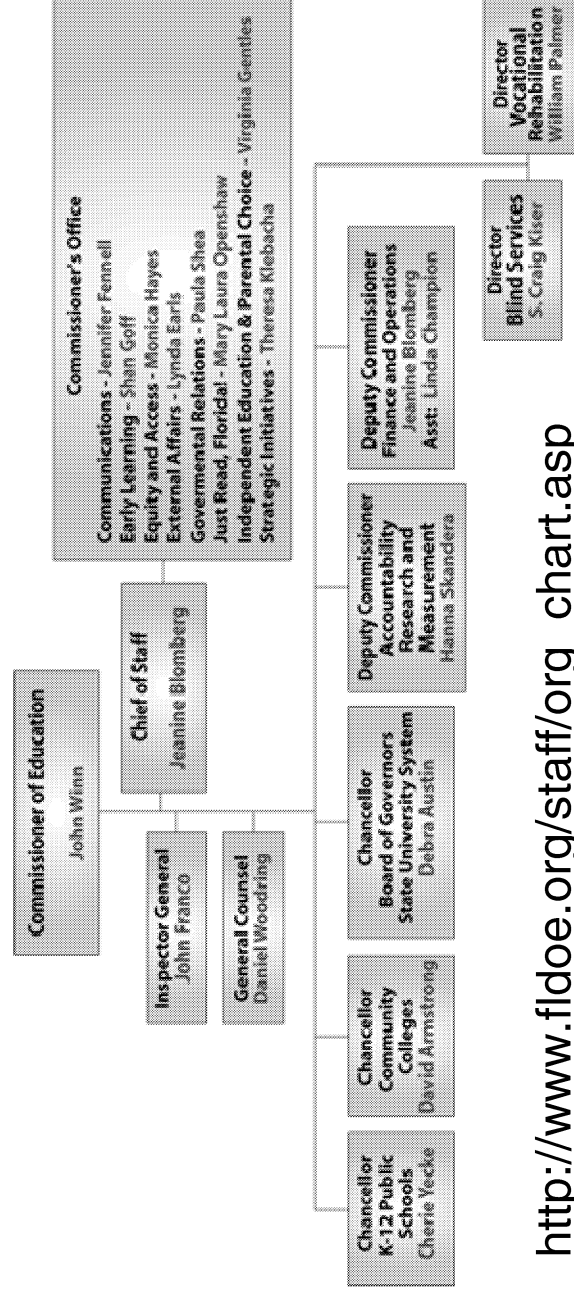 Commissioner of Education
John Winn
Chief of Staff
Jeanine Blomberg
Commissioner's Office
Communications - Jennifer Fennell
Early Learning - Shan Goff
Equity and Access - Monica Hayes
External Affairs - Lynda Earls
Govermental Relations - Paula Shea
Just Read, Florida! - Mary Laura Openshaw
Independent Education & Parental Choice - Virginia Gentles
Strategic Initiatives - Theresa Klebacha
Inspector General
John Franco
General Counsel
Daniel Woodring
Chancellor
K-12 Public
Schools
Cherie Yecke
Chancellor
Community
Colleges
David Armstrong
Chancellor
Board of Governors
State University System
Debra Austin
Deputy Commissioner
Accountability
Research and
Measurement
Hanna Skandera
Deputy Commissioner
Finance and Operations
Jeanine Blomberg
Asst: Linda Champion
Director
Blind Services
S. Craig Kiser
Director
Vocational
Rehabilitation
William Palmer
http://www.fldoe.org/staff/org_chart.asp